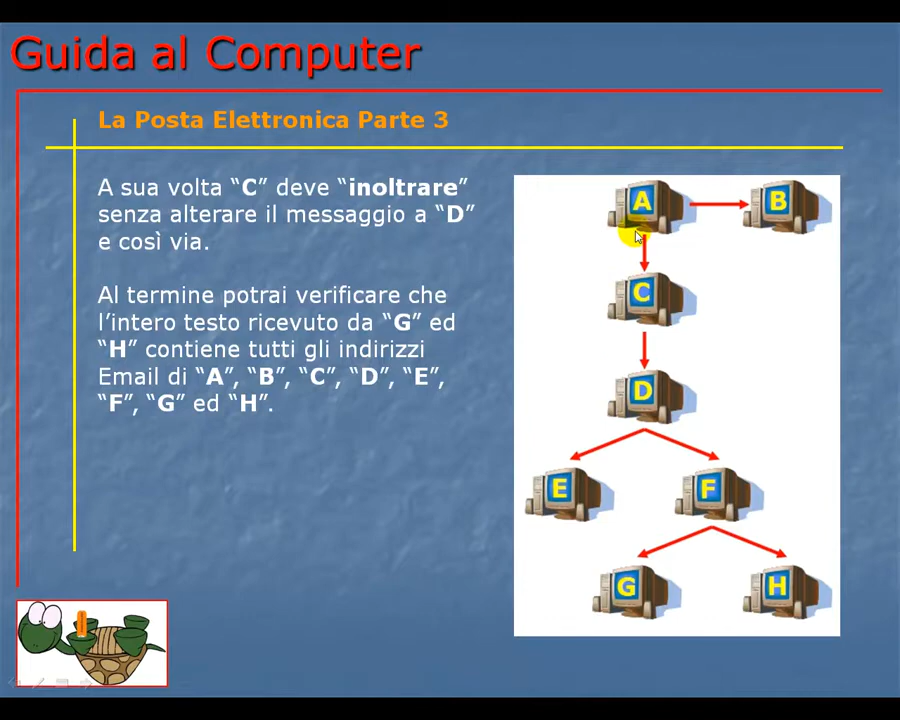 Guida al Computer
La Posta Elettronica Parte 3
A sua volta “C” deve “inoltrare”
senza alterare il messaggio a “D”
e così via.
Al termine potrai verificare che
l’intero testo ricevuto da “G” ed
“H” contiene tutti gli indirizzi
Email di “A”, “B”, “C”, “D”, “E”,
“F”, “G” ed “H”.
A
B
C
D
E
F
G
H